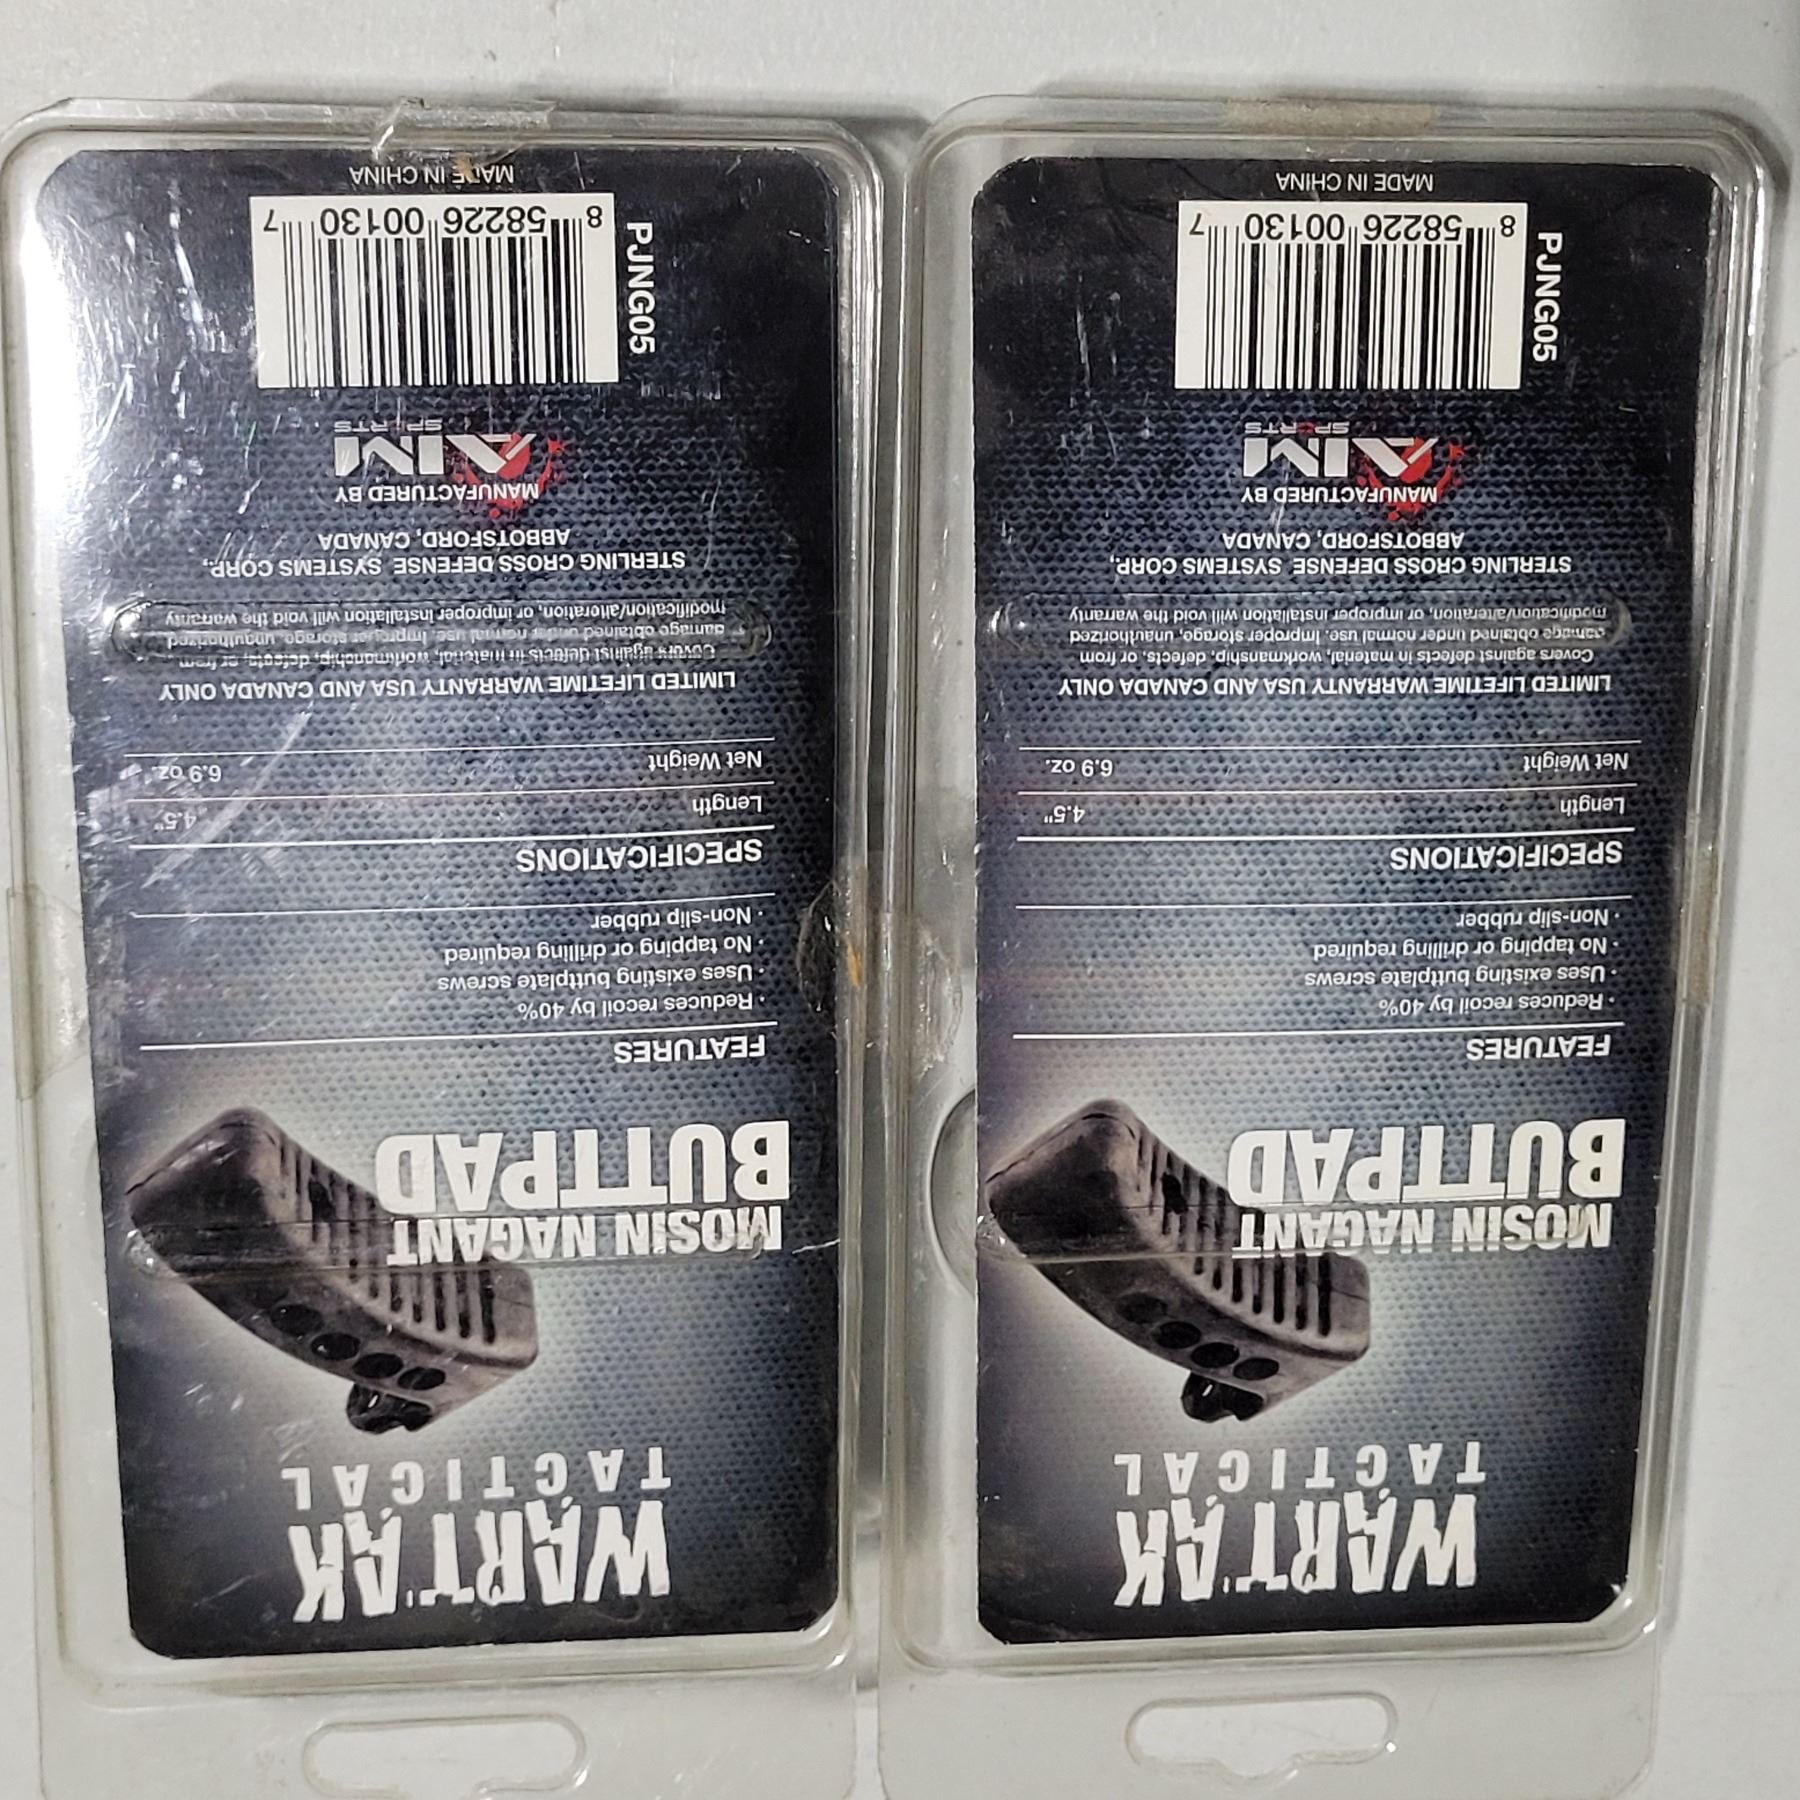 WARTAK
TACTICAL
MOSIN NAGANT
BUTTPAD
FEATURES
· Reduces recoil by 40%
· Uses existing buttplate screws
· No tapping or drilling required
· Non-slip rubber
SPECIFICATIONS
Length 4.5"
Net Weight 6.9 oz.
LIMITED LIFETIME WARRANTY USA AND CANADA ONLY
Covers against defects in material, workmanship, defects, or from
damage obtained under normal use. Improper storage, unauthorized
modification/alteration, or improper installation will void the warranty
STERLING CROSS DEFENSE SYSTEMS CORP.,
ABBOTSFORD, CANADA
MANUFACTURED BY
AIM
SPORTS
PJNG05
8 58226 00130 7
MADE IN CHINA
WARTAK
TACTICAL
MOSIN NAGANT
BUTTPAD
FEATURES
· Reduces recoil by 40%
· Uses existing buttplate screws
· No tapping or drilling required
· Non-slip rubber
SPECIFICATIONS
Length 4.5"
Net Weight 6.9 oz.
LIMITED LIFETIME WARRANTY USA AND CANADA ONLY
Covers against defects in material, workmanship, defects, or from
damage obtained under normal use. Improper storage, unauthorized
modification/alteration, or improper installation will void the warranty
STERLING CROSS DEFENSE SYSTEMS CORP.,
ABBOTSFORD, CANADA
MANUFACTURED BY
AIM
SPORTS
PJNG05
8 58226 00130 7
MADE IN CHINA